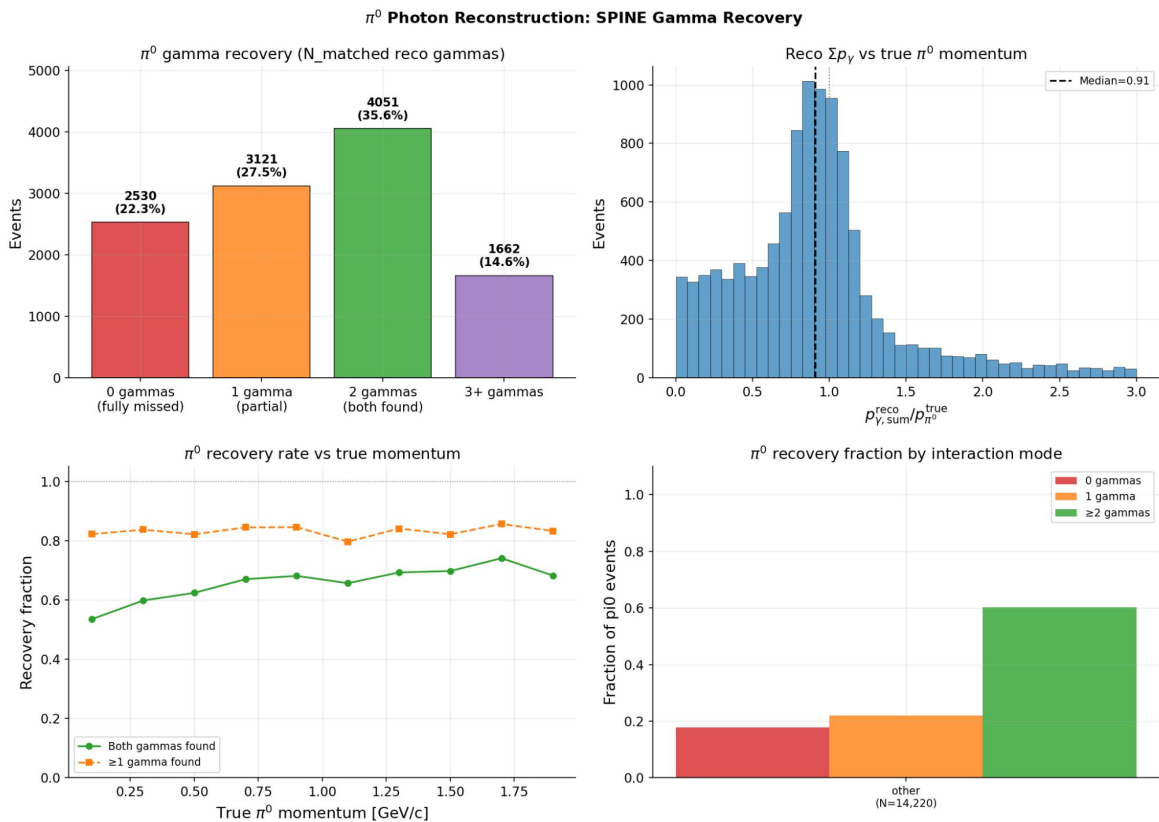 π⁰ Photon Reconstruction: SPINE Gamma Recovery
π⁰ gamma recovery (N_matched reco gammas)
Events
5000
4000
3000
2000
1000
0
2530
(22.3%)
3121
(27.5%)
4051
(35.6%)
1662
(14.6%)
0 gammas
(fully missed)
1 gamma
(partial)
2 gammas
(both found)
3+ gammas
Reco Σp_γ vs true π⁰ momentum
Events
1000
800
600
400
200
0
Median=0.91
0.0 0.5 1.0 1.5 2.0 2.5 3.0
p_{γ, sum}^{reco}/p_{π⁰}^{true}
π⁰ recovery rate vs true momentum
Recovery fraction
1.0
0.8
0.6
0.4
0.2
0.0
Both gammas found
≥1 gamma found
0.25 0.50 0.75 1.00 1.25 1.50 1.75
True π⁰ momentum [GeV/c]
π⁰ recovery fraction by interaction mode
Fraction of pi0 events
1.0
0.8
0.6
0.4
0.2
0.0
0 gammas
1 gamma
≥2 gammas
other
(N=14,220)